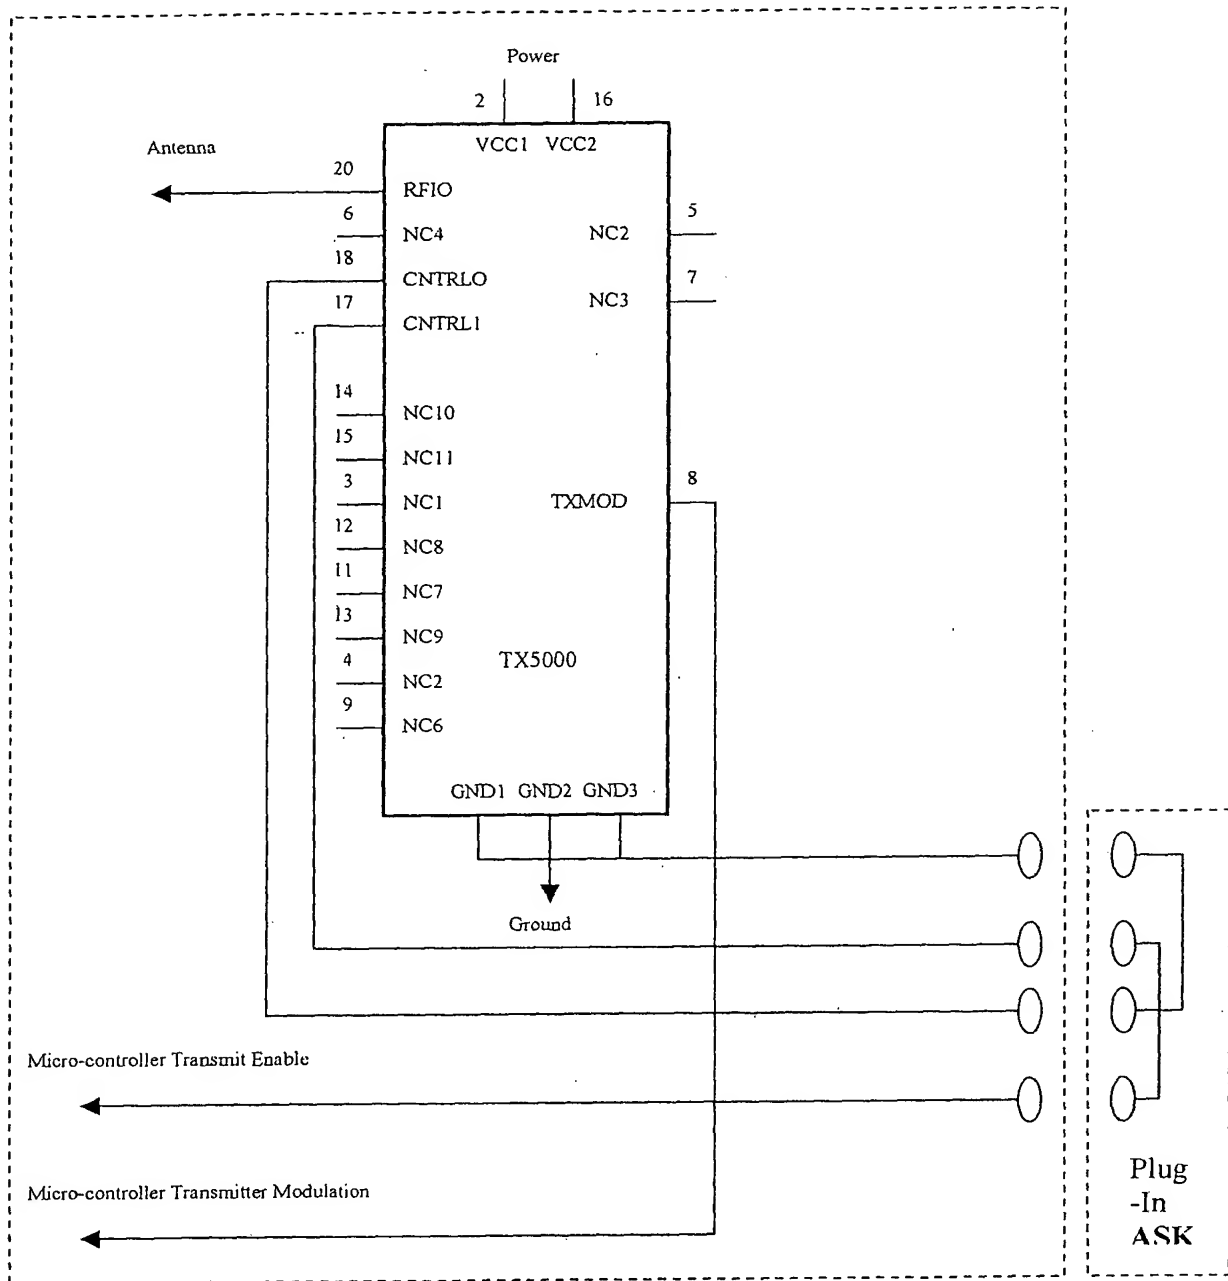 Power
2 16
VCC1 VCC2
Antenna
20 RFIO
6 NC4 NC2 5
18 CNTRLO
17 CNTRL1 NC3 7
14 NC10
15 NC11
3 NC1 TXMOD 8
12 NC8
11 NC7
13 NC9
4 NC2 TX5000
9 NC6
GND1 GND2 GND3
Ground
Micro-controller Transmit Enable
Micro-controller Transmitter Modulation
Plug
-In
ASK